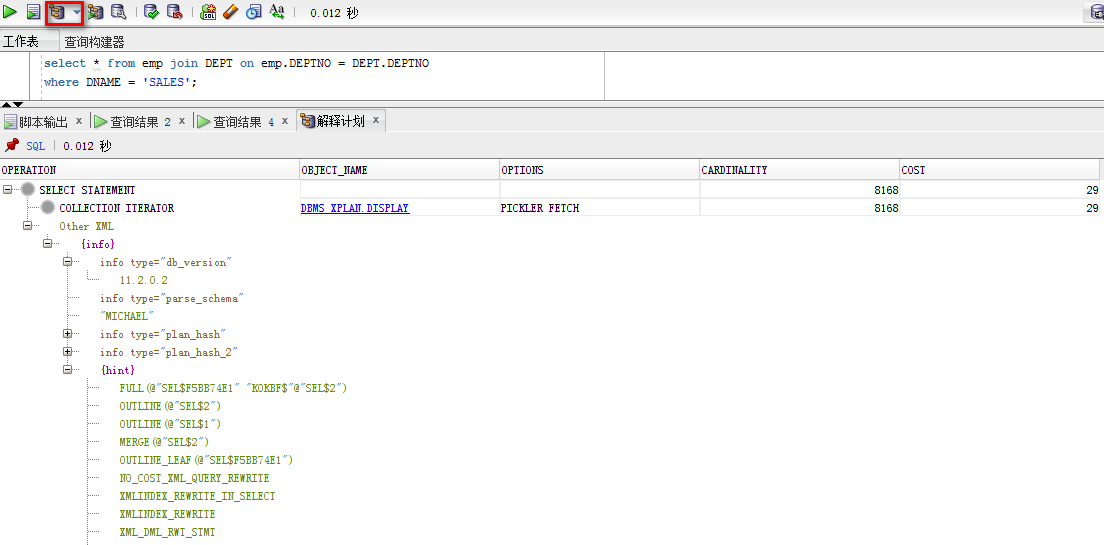 0.012 秒
工作表 查询构建器
select * from emp join DEPT on emp.DEPTNO = DEPT.DEPTNO
where DNAME = 'SALES';
脚本输出 x 查询结果 2 x 查询结果 4 x 解释计划 x
SQL | 0.012 秒
OPERATION OBJECT_NAME OPTIONS CARDINALITY COST
SELECT STATEMENT 8168 29
COLLECTION ITERATOR DBMS_XPLAN.DISPLAY PICKLER FETCH 8168 29
Other XML
{info}
info type="db_version"
11.2.0.2
info type="parse_schema"
"MICHAEL"
info type="plan_hash"
info type="plan_hash_2"
{hint}
FULL(@"SEL$F5BB74E1" "KOKBF$"@"SEL$2")
OUTLINE(@"SEL$2")
OUTLINE(@"SEL$1")
MERGE(@"SEL$2")
OUTLINE_LEAF(@"SEL$F5BB74E1")
NO_COST_XML_QUERY_REWRITE
XMLINDEX_REWRITE_IN_SELECT
XMLINDEX_REWRITE
XML_DML_RWT_STMT